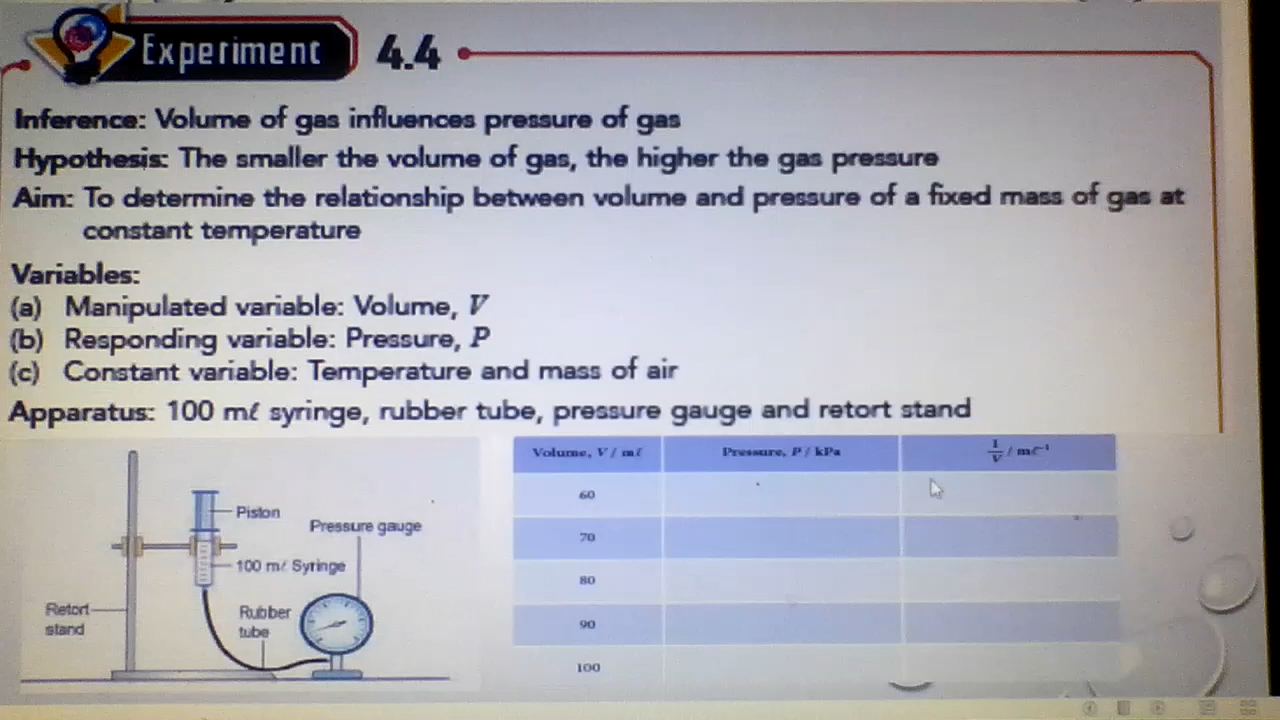 Experiment 4.4
Inference: Volume of gas influences pressure of gas
Hypothesis: The smaller the volume of gas, the higher the gas pressure
Aim: To determine the relationship between volume and pressure of a fixed mass of gas at
constant temperature
Variables:
(a) Manipulated variable: Volume, V
(b) Responding variable: Pressure, P
(c) Constant variable: Temperature and mass of air
Apparatus: 100 mℓ syringe, rubber tube, pressure gauge and retort stand
Piston
Pressure gauge
100 mℓ Syringe
Retort
stand
Rubber
tube
Volume, V / mℓ Pressure, P / kPa 1/V / mℓ⁻¹
60
70
80
90
100